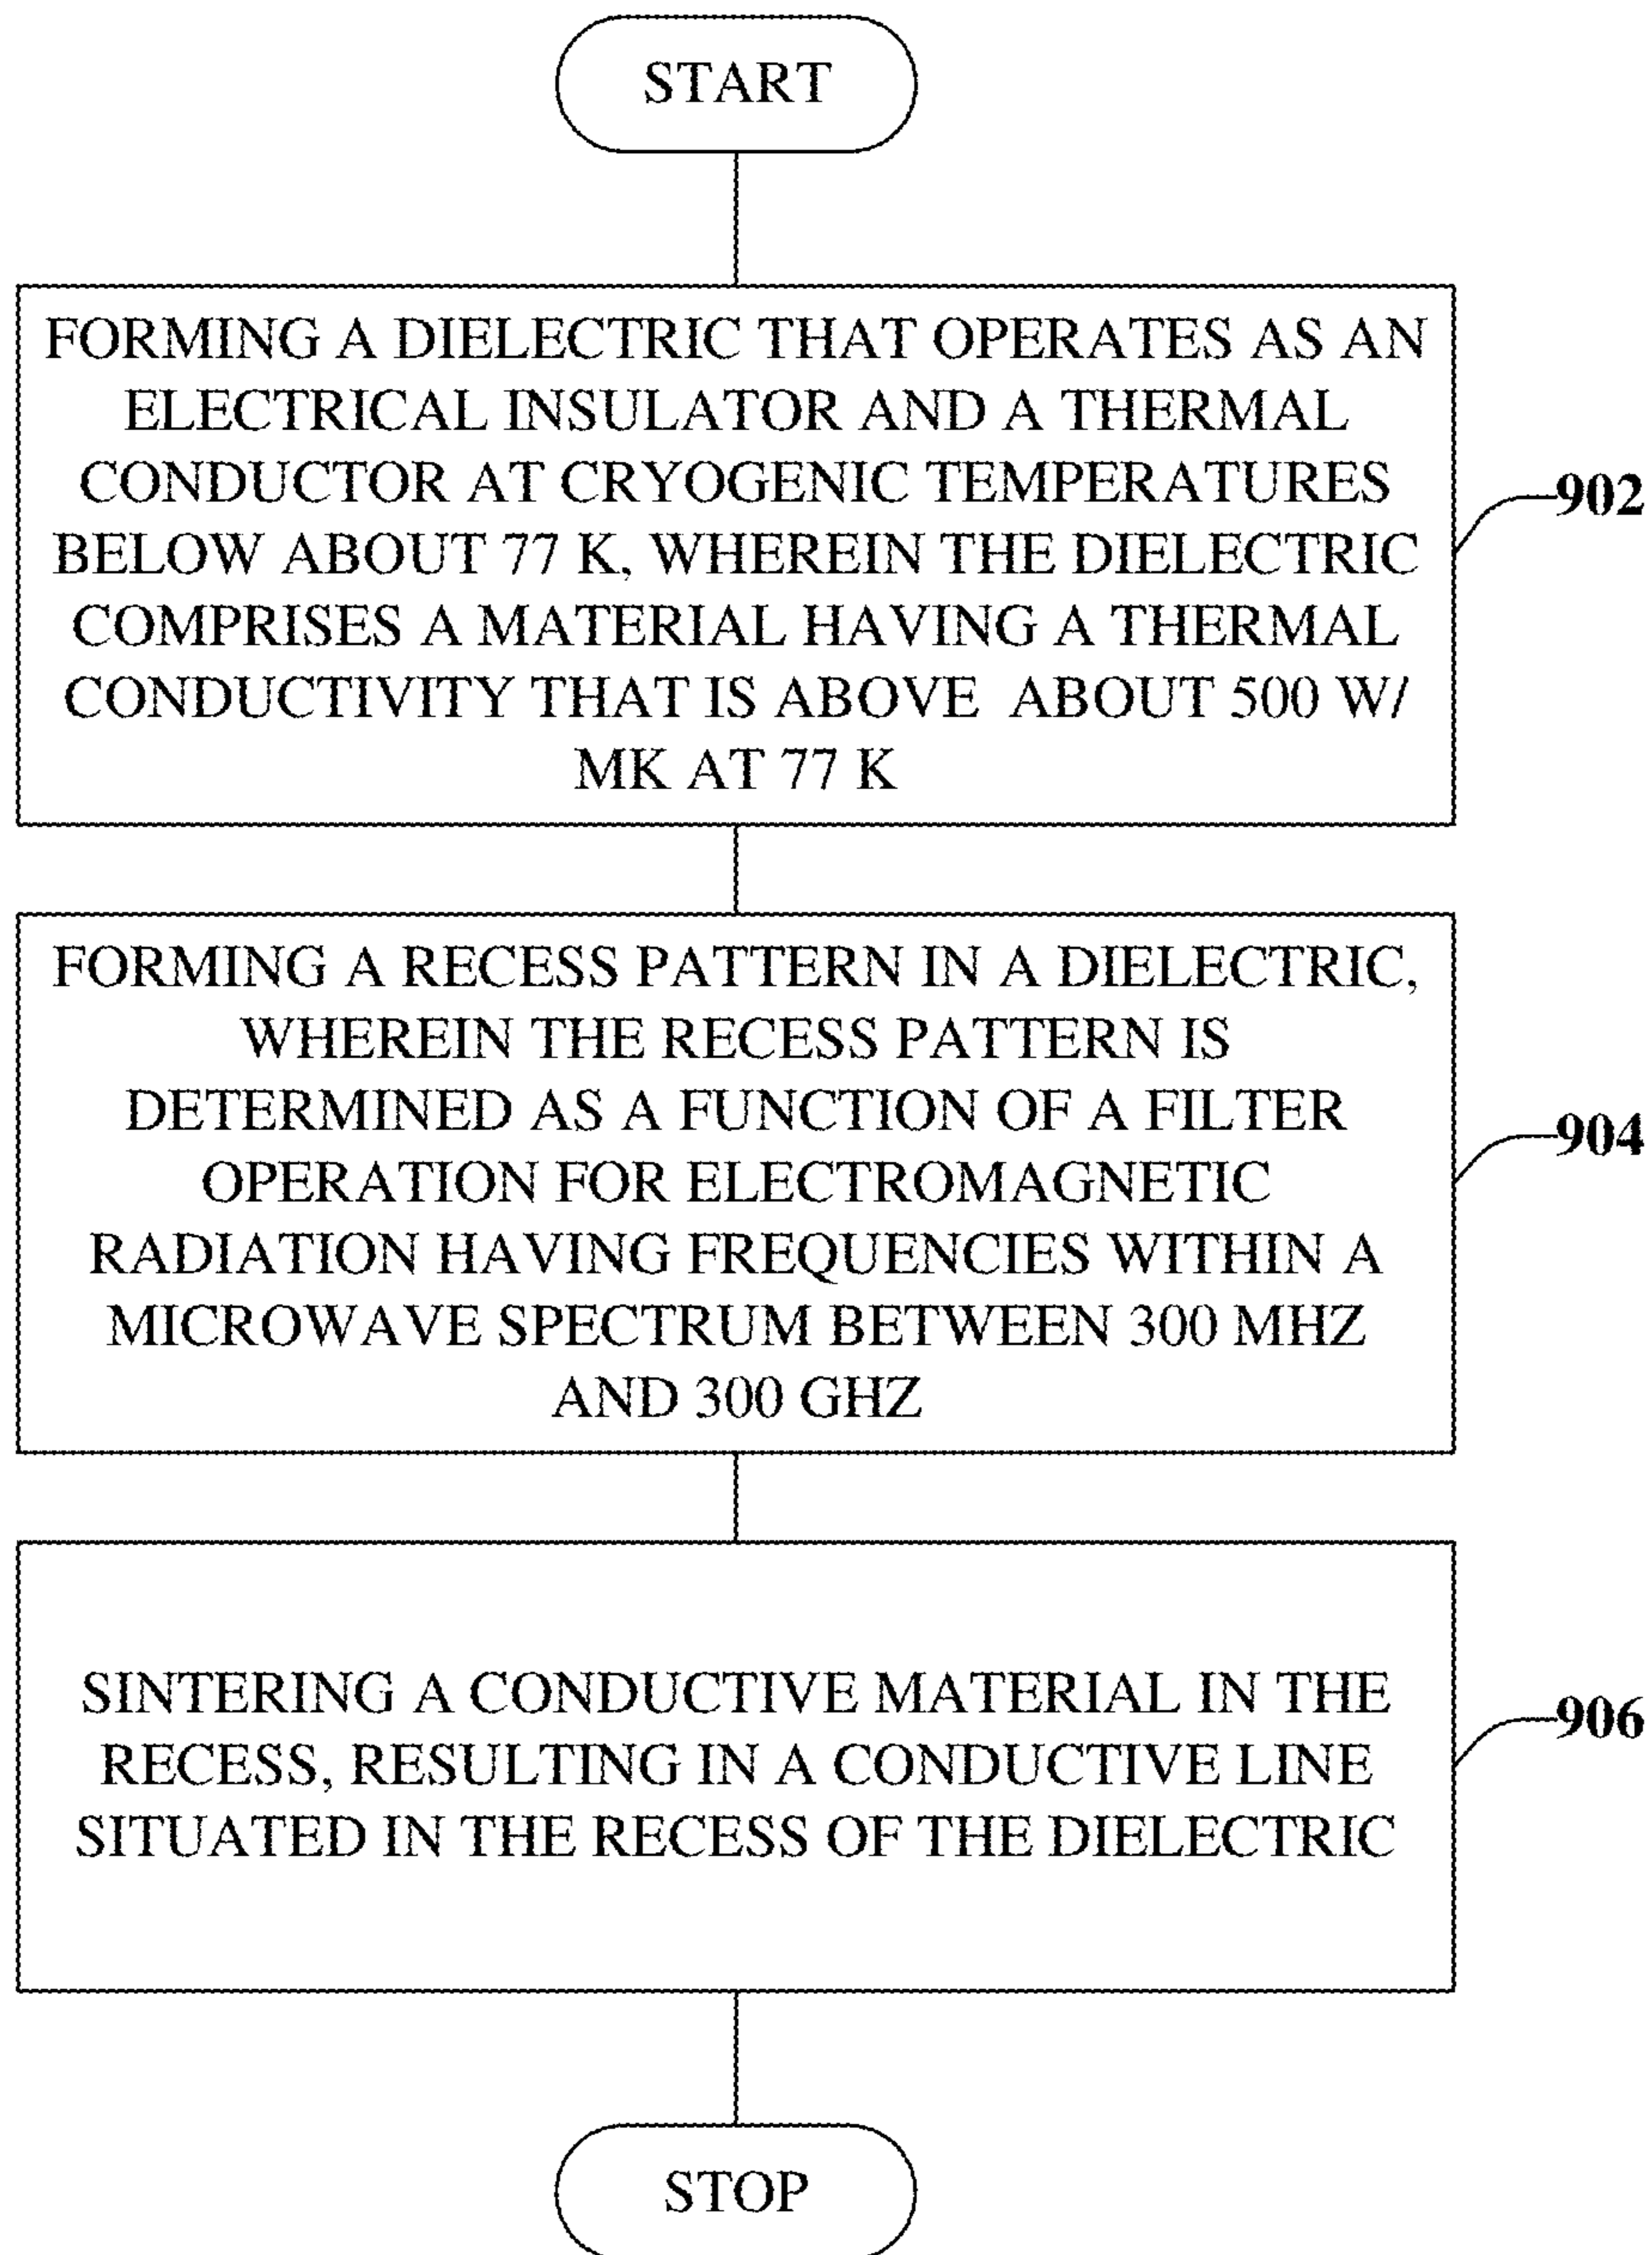 START
FORMING A DIELECTRIC THAT OPERATES AS AN
ELECTRICAL INSULATOR AND A THERMAL
CONDUCTOR AT CRYOGENIC TEMPERATURES
BELOW ABOUT 77 K, WHEREIN THE DIELECTRIC
COMPRISES A MATERIAL HAVING A THERMAL
CONDUCTIVITY THAT IS ABOVE ABOUT 500 W/
MK AT 77 K
902
FORMING A RECESS PATTERN IN A DIELECTRIC,
WHEREIN THE RECESS PATTERN IS
DETERMINED AS A FUNCTION OF A FILTER
OPERATION FOR ELECTROMAGNETIC
RADIATION HAVING FREQUENCIES WITHIN A
MICROWAVE SPECTRUM BETWEEN 300 MHZ
AND 300 GHZ
904
SINTERING A CONDUCTIVE MATERIAL IN THE
RECESS, RESULTING IN A CONDUCTIVE LINE
SITUATED IN THE RECESS OF THE DIELECTRIC
906
STOP